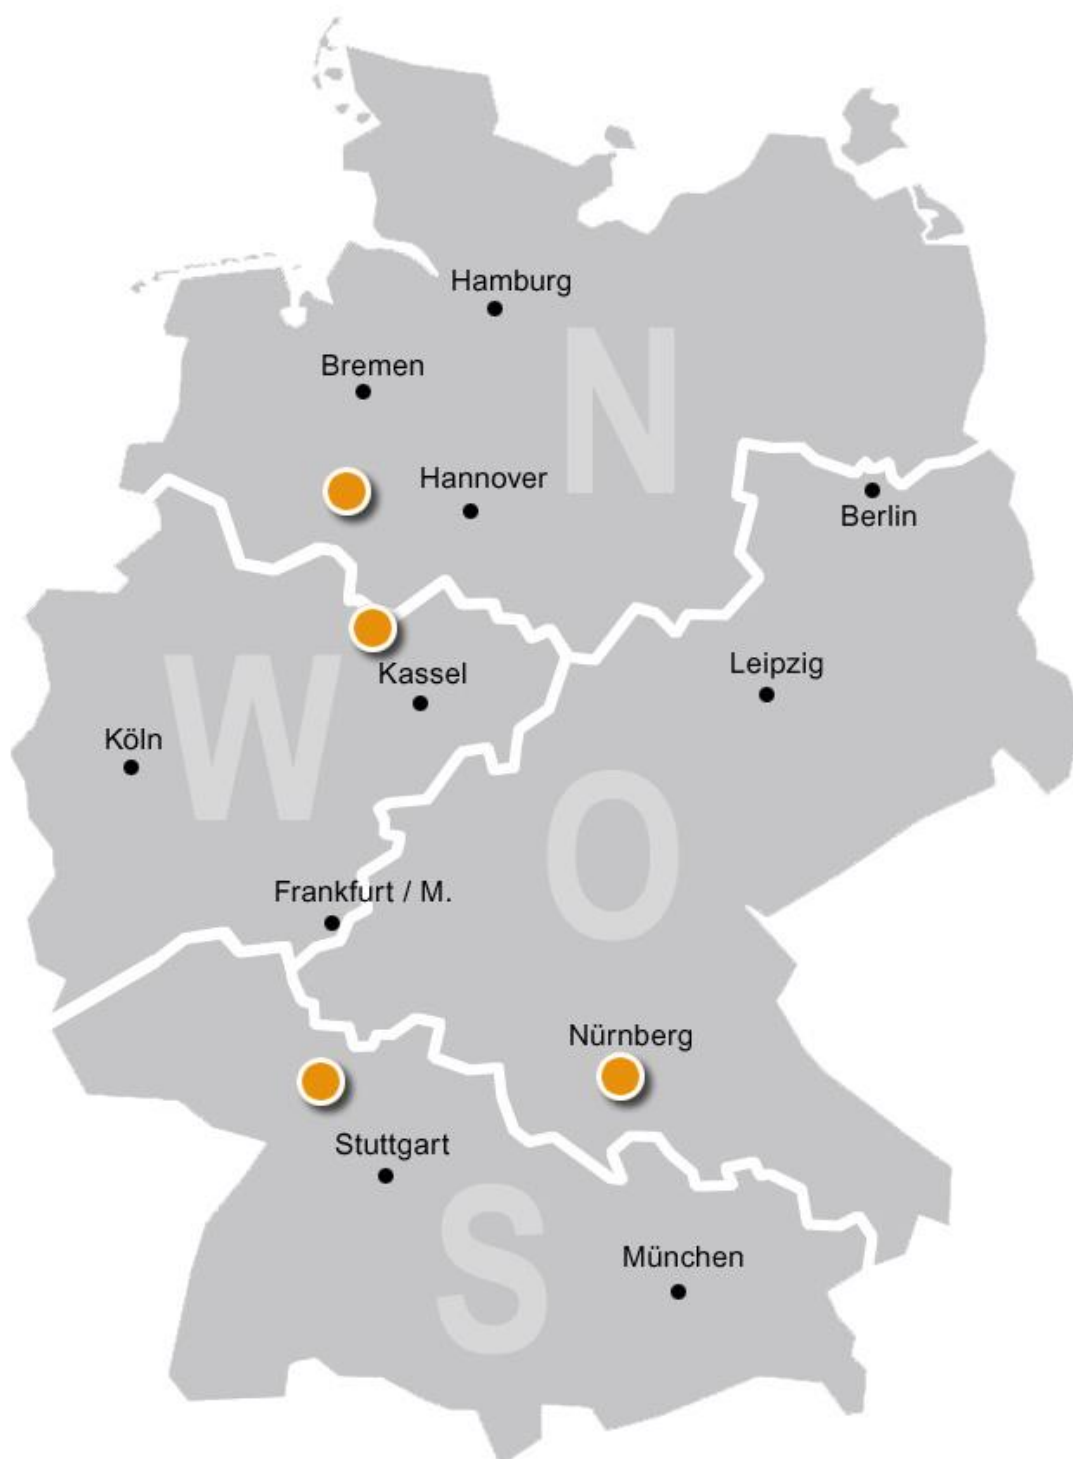 Hamburg
N
Bremen
Hannover
Berlin
W
Kassel
Leipzig
Köln
O
Frankfurt / M.
Nürnberg
Stuttgart
S
München